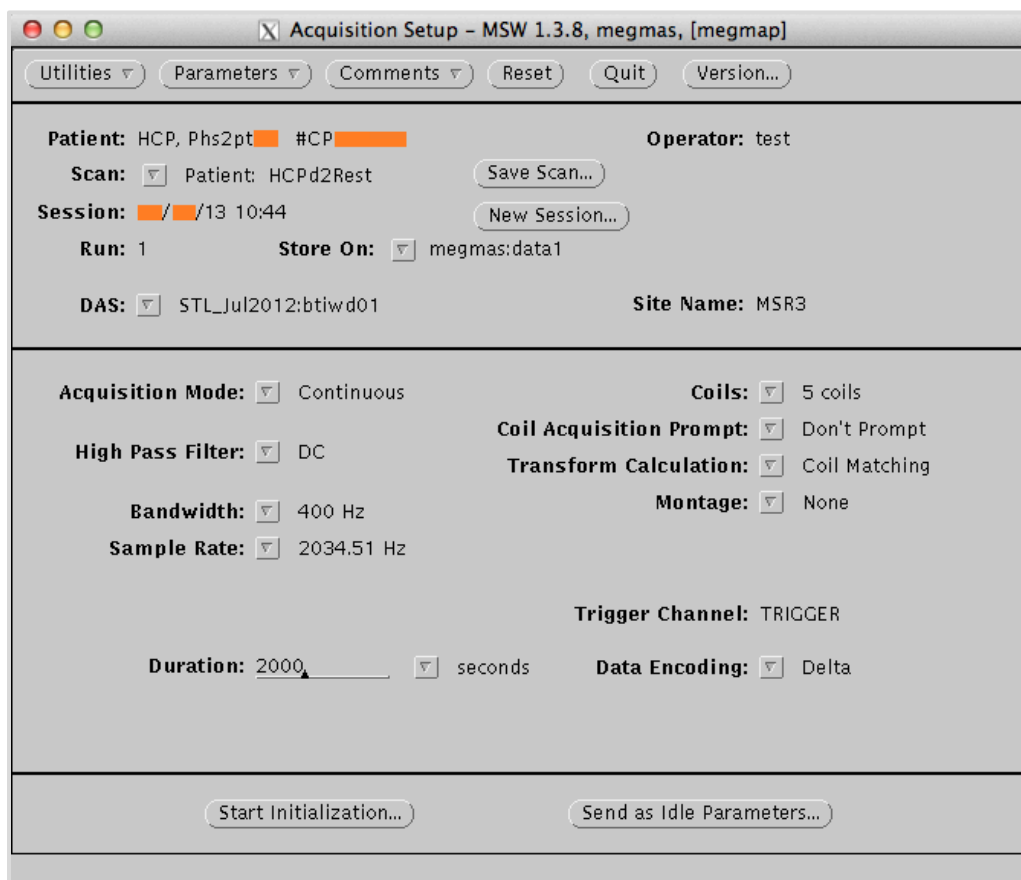 Acquisition Setup – MSW 1.3.8, megmas, [megmap]
Utilities Parameters Comments Reset Quit Version...
Patient: HCP, Phs2pt #CP Operator: test
Scan: Patient: HCPd2Rest Save Scan...
Session: / /13 10:44 New Session...
Run: 1 Store On: megmas:data1
DAS: STL_Jul2012:btiwd01 Site Name: MSR3
Acquisition Mode: Continuous Coils: 5 coils
Coil Acquisition Prompt: Don't Prompt
High Pass Filter: DC
Transform Calculation: Coil Matching
Montage: None
Bandwidth: 400 Hz
Sample Rate: 2034.51 Hz
Trigger Channel: TRIGGER
Duration: 2000 seconds Data Encoding: Delta
Start Initialization... Send as Idle Parameters...